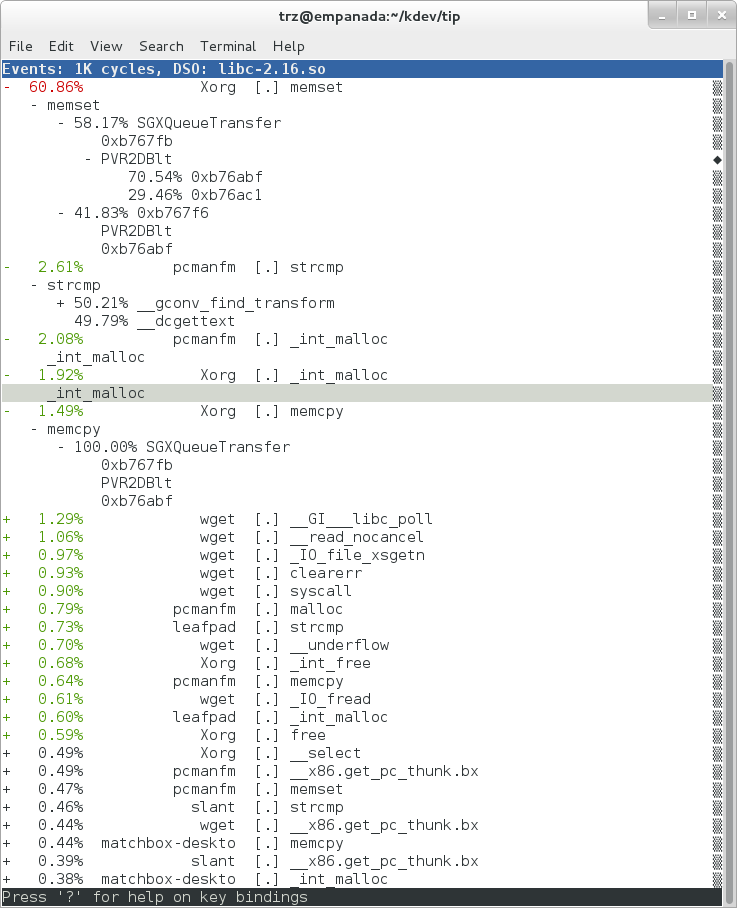 trz@empanada:~/kdev/tip
File Edit View Search Terminal Help
Events: 1K cycles, DSO: libc-2.16.so
- 60.86% Xorg [.] memset
- memset
- 58.17% SGXQueueTransfer
0xb767fb
- PVR2DBlt
70.54% 0xb76abf
29.46% 0xb76ac1
- 41.83% 0xb767f6
PVR2DBlt
0xb76abf
- 2.61% pcmanfm [.] strcmp
- strcmp
+ 50.21% __gconv_find_transform
49.79% __dcgettext
- 2.08% pcmanfm [.] _int_malloc
_int_malloc
- 1.92% Xorg [.] _int_malloc
_int_malloc
- 1.49% Xorg [.] memcpy
- memcpy
- 100.00% SGXQueueTransfer
0xb767fb
PVR2DBlt
0xb76abf
+ 1.29% wget [.] __GI___libc_poll
+ 1.06% wget [.] __read_nocancel
+ 0.97% wget [.] _IO_file_xsgetn
+ 0.93% wget [.] clearerr
+ 0.90% wget [.] syscall
+ 0.79% pcmanfm [.] malloc
+ 0.73% leafpad [.] strcmp
+ 0.70% wget [.] __underflow
+ 0.68% Xorg [.] _int_free
+ 0.64% pcmanfm [.] memcpy
+ 0.61% wget [.] _IO_fread
+ 0.60% leafpad [.] _int_malloc
+ 0.59% Xorg [.] free
+ 0.49% Xorg [.] __select
+ 0.49% pcmanfm [.] __x86.get_pc_thunk.bx
+ 0.47% pcmanfm [.] memset
+ 0.46% slant [.] strcmp
+ 0.44% wget [.] __x86.get_pc_thunk.bx
+ 0.44% matchbox-deskto [.] memcpy
+ 0.39% slant [.] __x86.get_pc_thunk.bx
+ 0.38% matchbox-deskto [.] _int_malloc
Press '?' for help on key bindings